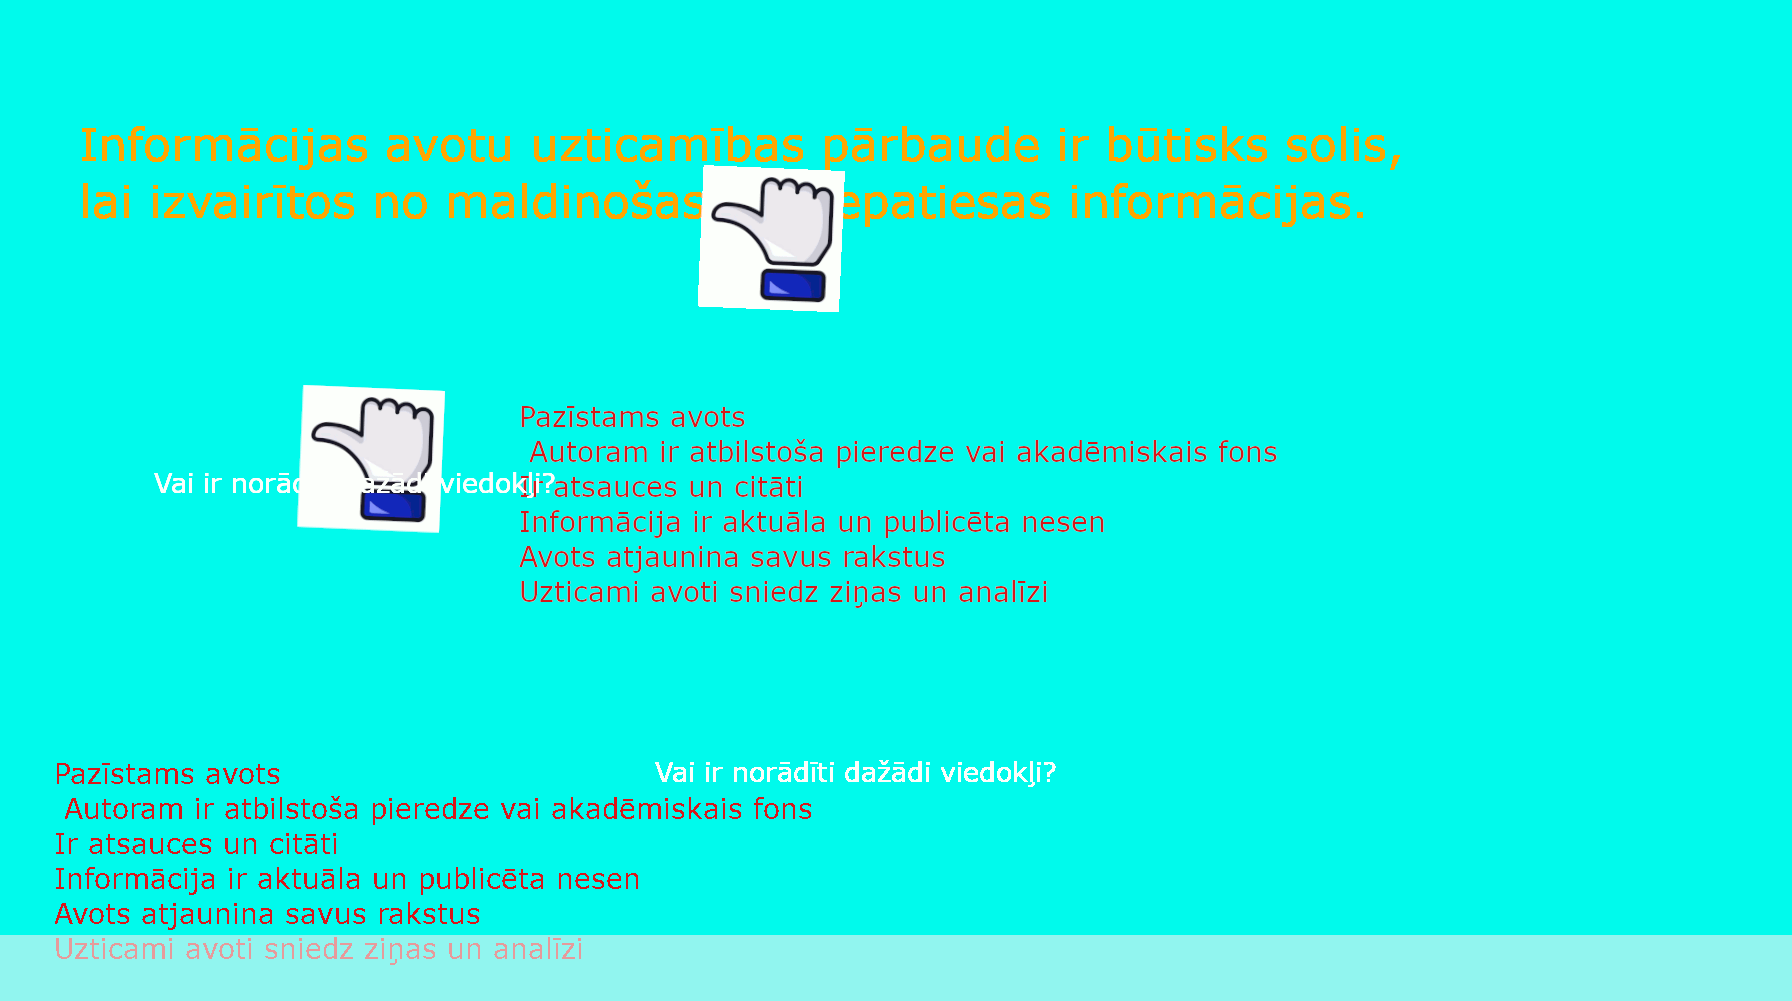 Informācijas avotu uzticamības pārbaude ir būtisks solis,
lai izvairītos no maldinošas epatiesas informācijas.
Pazīstams avots
Autoram ir atbilstoša pieredze vai akadēmiskais fons
Vai ir norādīti dažādi viedokļi?
Ir atsauces un citāti
Informācija ir aktuāla un publicēta nesen
Avots atjaunina savus rakstus
Uzticami avoti sniedz ziņas un analīzi
Vai ir norādīti dažādi viedokļi?
Pazīstams avots
Autoram ir atbilstoša pieredze vai akadēmiskais fons
Ir atsauces un citāti
Informācija ir aktuāla un publicēta nesen
Avots atjaunina savus rakstus
Uzticami avoti sniedz ziņas un analīzi